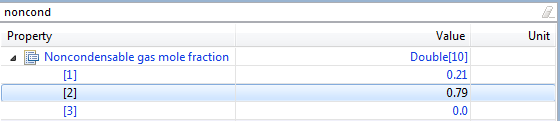 noncond
Property Value Unit
Noncondensable gas mole fraction Double[10]
[1] 0.21
[2] 0.79
[3] 0.0